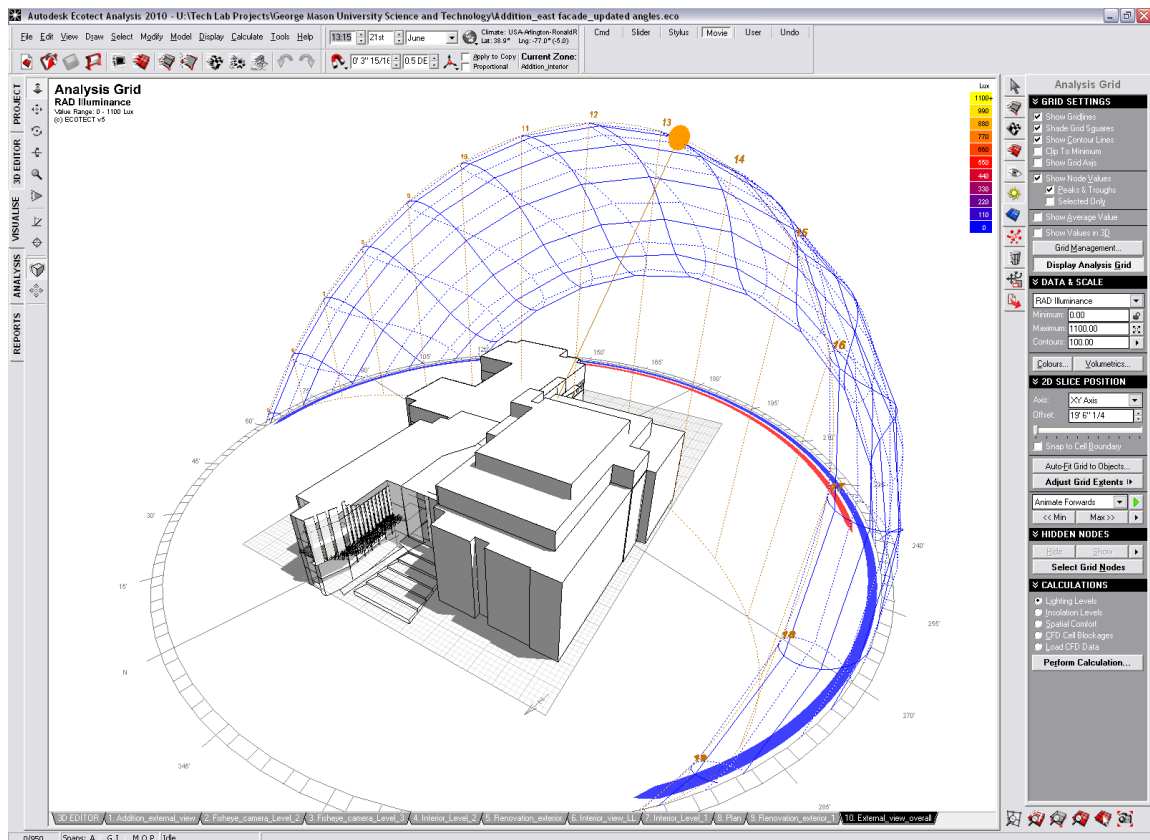 Autodesk Ecotect Analysis 2010 - U:\Tech Lab Projects\George Mason University Science and Technology\Addition_east facade_updated angles.eco
File Edit View Draw Select Modify Model Display Calculate Tools Help
13:15 21st June
Climate: USA-Arlington-RonaldR
Lat: 38.9° Lng: -77.0° (-5.0)
Cmd Slider Stylus Movie User Undo
0' 3" 15/16 0.5 DE
Apply to Copy
Proportional
Current Zone:
Addition_interior
PROJECT
3D EDITOR
VISUALISE
ANALYSIS
REPORTS
Analysis Grid
RAD Illuminance
Value Range: 0 - 1100 Lux
(c) ECOTECT v5
Lux
1100+
990
880
770
660
550
440
330
220
110
0
11
12
13
14
15
16
17
18
19
N
15°
30°
45°
60°
105°
150°
165°
180°
195°
210°
240°
255°
270°
285°
345°
Analysis Grid
GRID SETTINGS
Show Gridlines
Shade Grid Squares
Show Contour Lines
Clip To Minimum
Show Grid Axis
Show Node Values
Peaks & Troughs
Selected Only
Show Average Value
Show Values in 3D
Grid Management...
Display Analysis Grid
DATA & SCALE
RAD Illuminance
Minimum: 0.00
Maximum: 1100.00
Contours: 100.00
Colours... Volumetrics...
2D SLICE POSITION
Axis: XY Axis
Offset: 19' 6" 1/4
Snap to Cell Boundary
Auto-Fit Grid to Objects...
Adjust Grid Extents
Animate Forwards
<< Min Max >>
HIDDEN NODES
Hide Show
Select Grid Nodes
CALCULATIONS
Lighting Levels
Insolation Levels
Spatial Comfort
CFD Cell Blockages
Load CFD Data
Perform Calculation...
3D EDITOR 1. Addition_external_view 2. Fisheye_camera_Level_2 3. Fisheye_camera_Level_3 4. Interior_Level_2 5. Renovation_exterior 6. Interior_view_LL 7. Interior_Level_1 8. Plan 9. Renovation_exterior_1 10. External_view_overall
0/950 Snaps: A G I M O P Idle